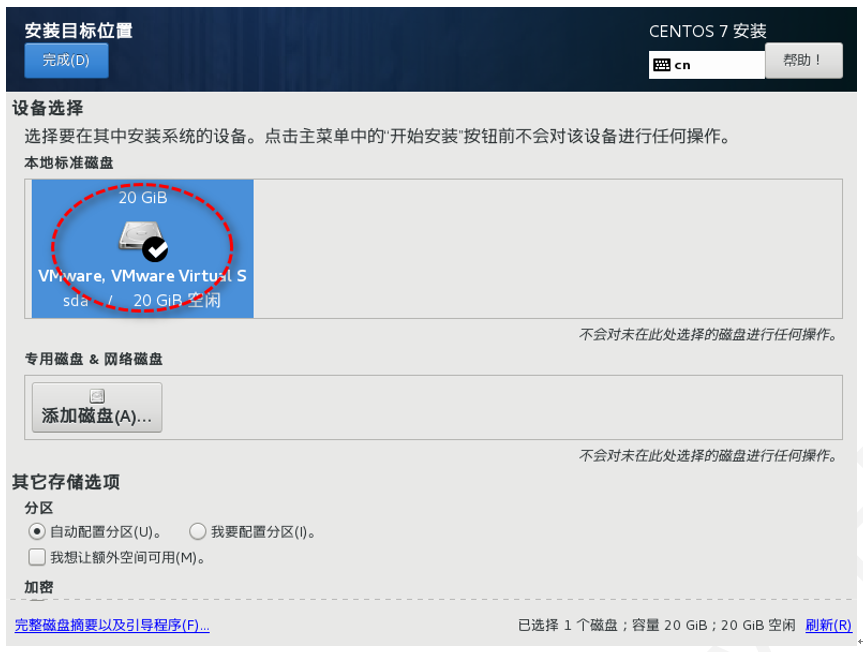 安装目标位置
CENTOS 7 安装
完成(D)
cn
帮助！
设备选择
选择要在其中安装系统的设备。点击主菜单中的“开始安装”按钮前不会对该设备进行任何操作。
本地标准磁盘
20 GiB
VMware, VMware Virtual S
sda / 20 GiB 空闲
不会对未在此处选择的磁盘进行任何操作。
专用磁盘 & 网络磁盘
添加磁盘(A)...
不会对未在此处选择的磁盘进行任何操作。
其它存储选项
分区
自动配置分区(U)。 我要配置分区(I)。
我想让额外空间可用(M)。
加密
完整磁盘摘要以及引导程序(F)...
已选择 1 个磁盘；容量 20 GiB；20 GiB 空闲 刷新(R)